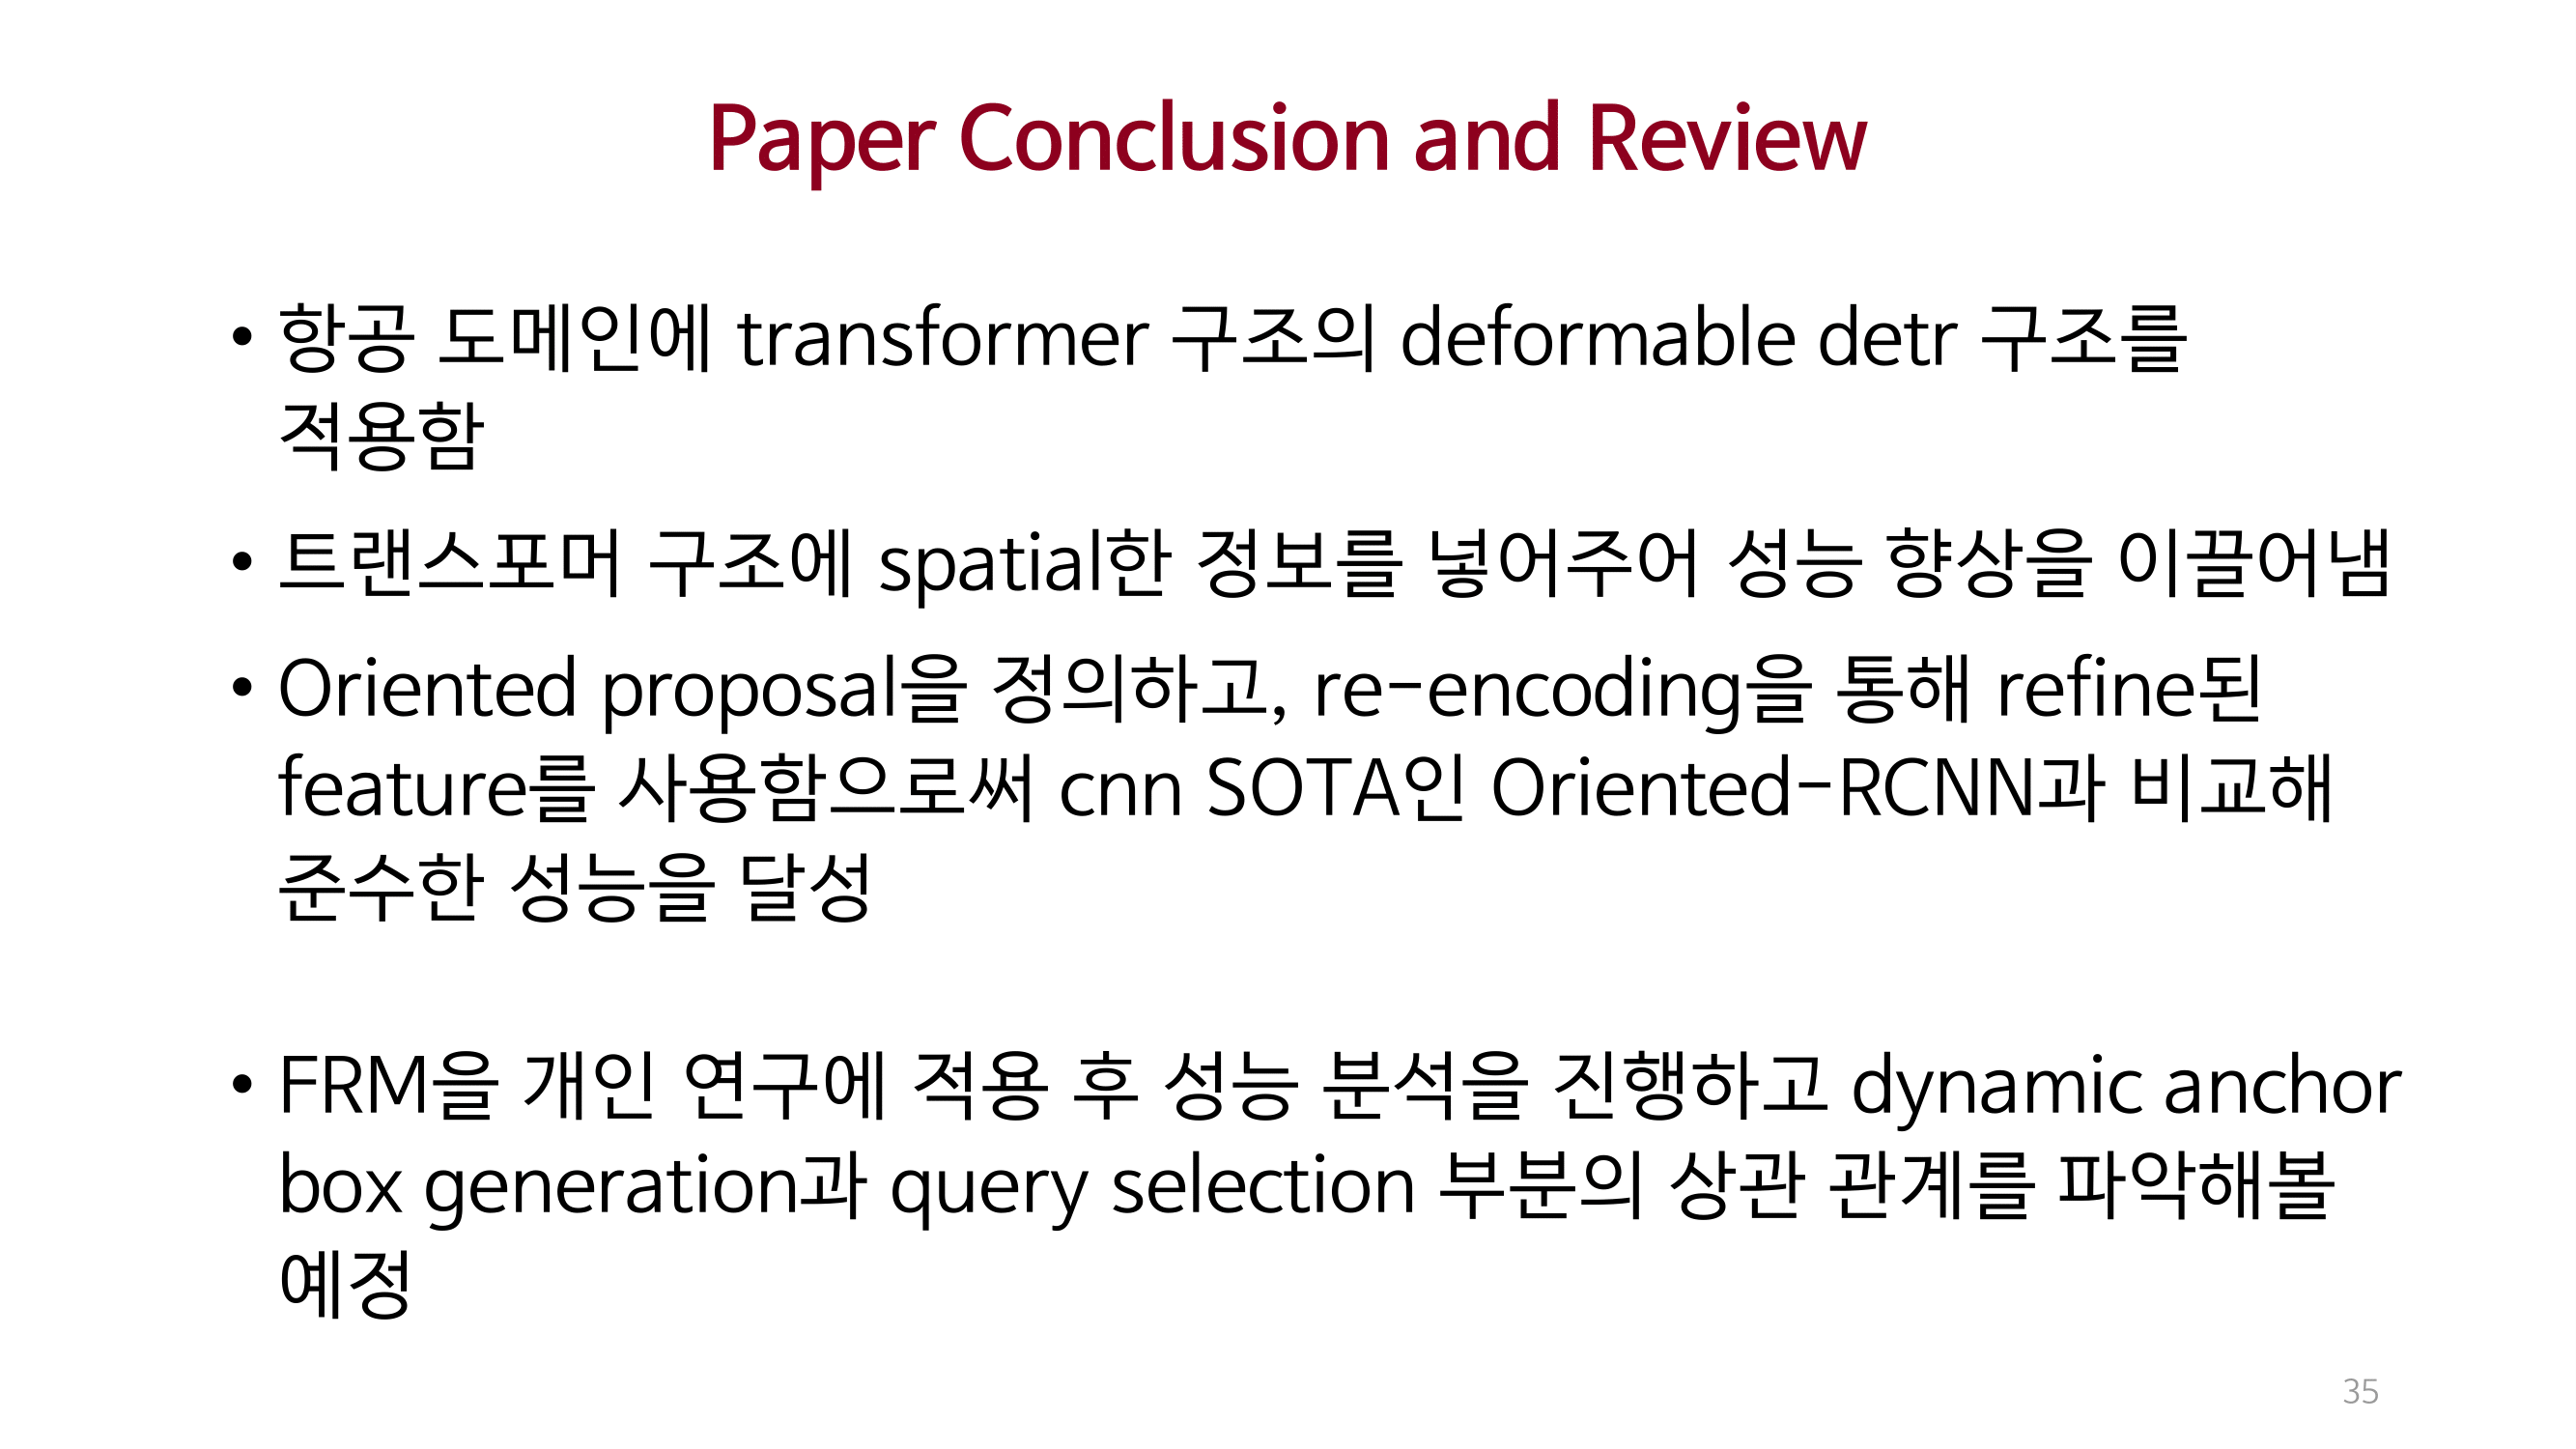 Paper Conclusion and Review
• 항공 도메인에 transformer 구조의 deformable detr 구조를
적용함
• 트랜스포머 구조에 spatial한 정보를 넣어주어 성능 향상을 이끌어냄
• Oriented proposal을 정의하고, re-encoding을 통해 refine된
feature를 사용함으로써 cnn SOTA인 Oriented-RCNN과 비교해
준수한 성능을 달성
• FRM을 개인 연구에 적용 후 성능 분석을 진행하고 dynamic anchor
box generation과 query selection 부분의 상관 관계를 파악해볼
예정
35